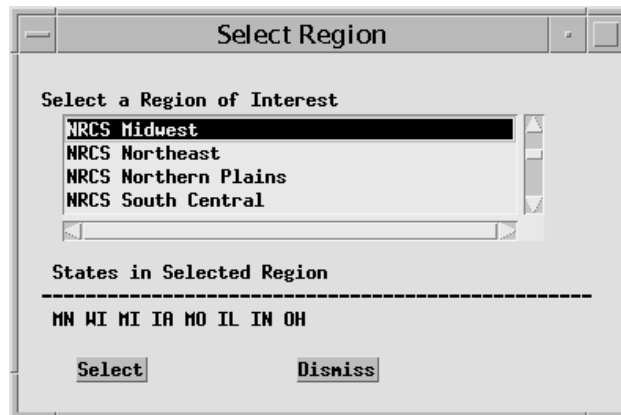 Select Region
Select a Region of Interest
NRCS Midwest
NRCS Northeast
NRCS Northern Plains
NRCS South Central
States in Selected Region
MN WI MI IA MO IL IN OH
Select
Dismiss